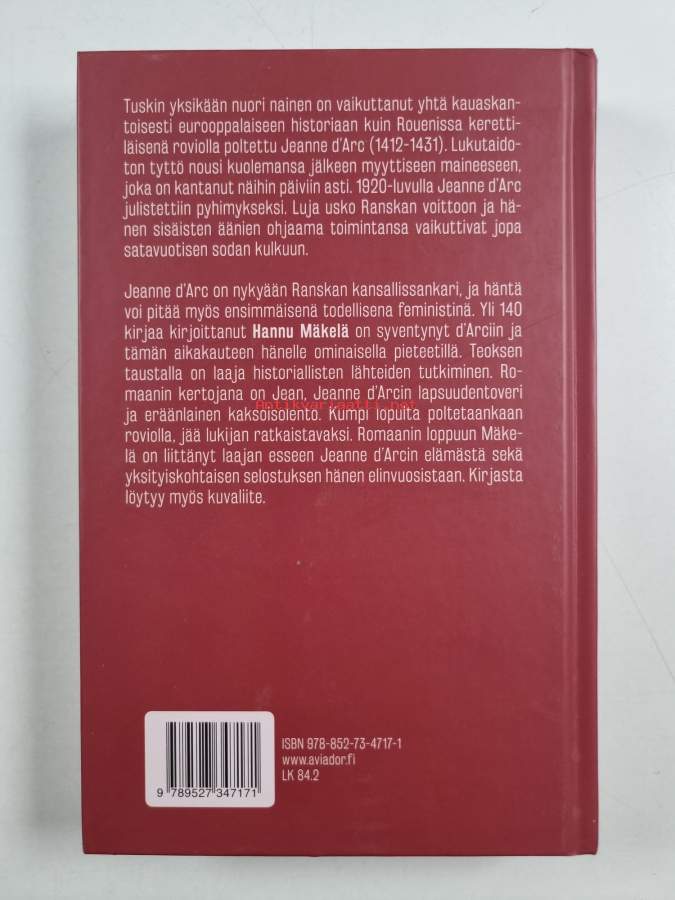 Tuskin yksikään nuori nainen on vaikuttanut yhtä kauaskan-
toisesti eurooppalaiseen historiaan kuin Rouenissa keretti-
läisenä roviolla poltettu Jeanne d'Arc (1412-1431). Lukutaido-
ton tyttö nousi kuolemansa jälkeen myyttiseen maineeseen,
joka on kantanut näihin päiviin asti. 1920-luvulla Jeanne d'Arc
julistettiin pyhimykseksi. Luja usko Ranskan voittoon ja hä-
nen sisäisten äänien ohjaama toimintansa vaikuttivat jopa
satavuotisen sodan kulkuun.
Jeanne d'Arc on nykyään Ranskan kansallissankari, ja häntä
voi pitää myös ensimmäisenä todellisena feministinä. Yli 140
kirjaa kirjoittanut Hannu Mäkelä on syventynyt d'Arciin ja
tämän aikakauteen hänelle ominaisella pieteetillä. Teoksen
taustalla on laaja historiallisten lähteiden tutkiminen. Ro-
maanin kertojana on Jean, Jeanne d'Arcin lapsuudentoveri
Antikvariaatti.net
ja eräänlainen kaksoisolento. Kumpi lopulta poltetaankaan
roviolla, jää lukijan ratkaistavaksi. Romaanin loppuun Mäke-
lä on liittänyt laajan esseen Jeanne d'Arcin elämästä sekä
yksityiskohtaisen selostuksen hänen elinvuosistaan. Kirjasta
löytyy myös kuvaliite.
ISBN 978-852-73-4717-1
www.aviador.fi
LK 84.2
9 789527 347171